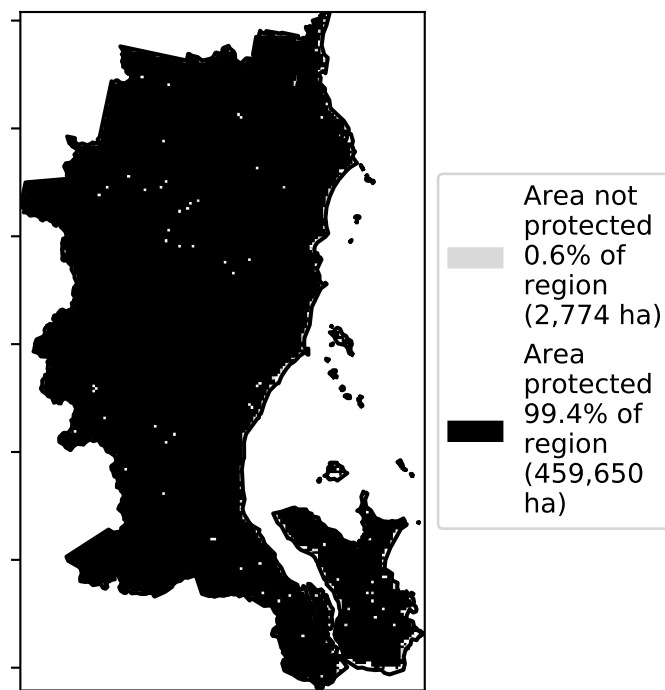 Area not
protected
0.6% of
region
(2,774 ha)
Area
protected
99.4% of
region
(459,650
ha)